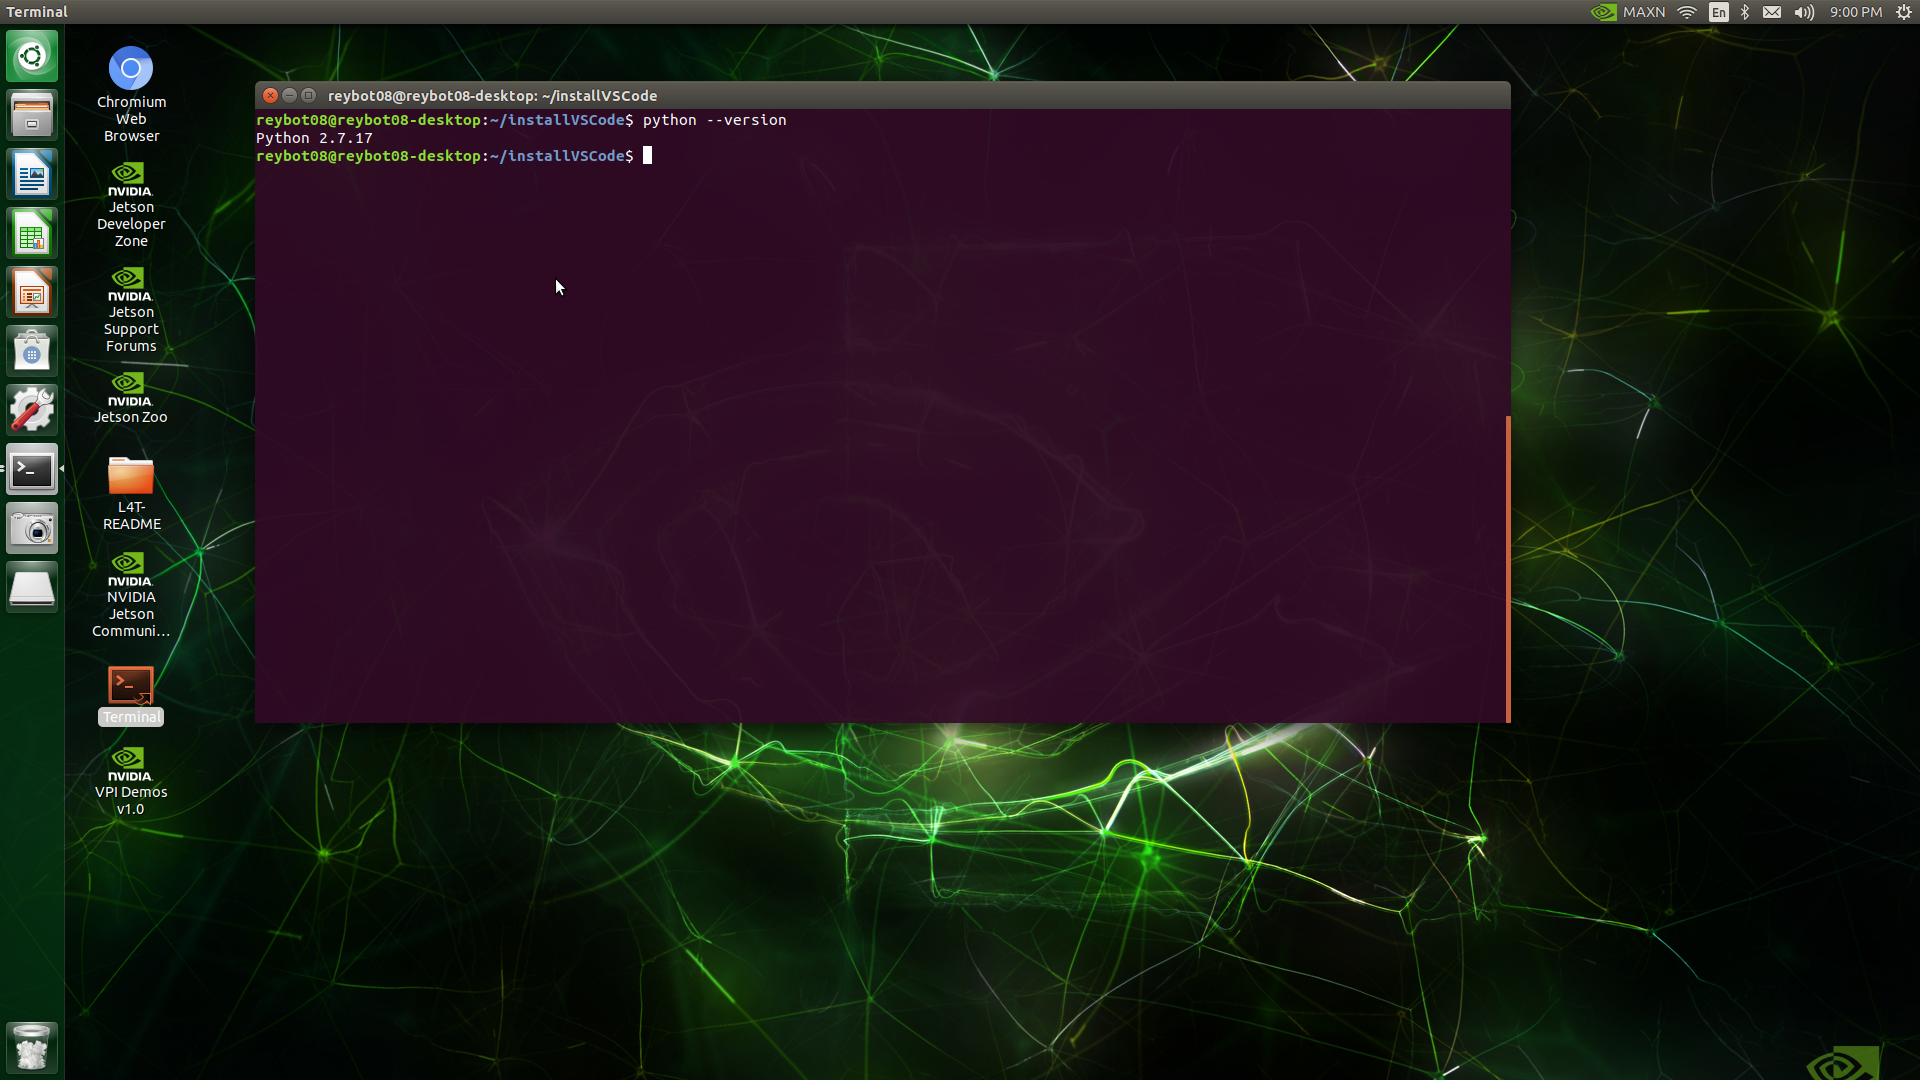 Terminal
MAXN
En
9:00 PM
Chromium
Web
Browser
NVIDIA.
Jetson
Developer
Zone
NVIDIA.
Jetson
Support
Forums
NVIDIA.
Jetson Zoo
L4T-
README
NVIDIA.
NVIDIA
Jetson
Communi...
>_
Terminal
NVIDIA.
VPI Demos
v1.0
>_
reybot08@reybot08-desktop: ~/installVSCode
reybot08@reybot08-desktop:~/installVSCode$ python --version
Python 2.7.17
reybot08@reybot08-desktop:~/installVSCode$